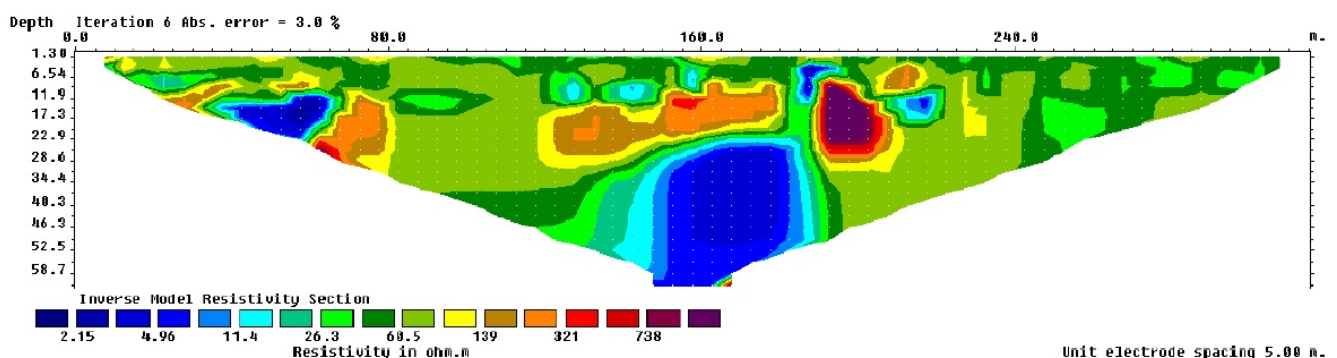 Depth Iteration 6 Abs. error = 3.0 %
0.0 80.0 160.0 240.0 m.
1.30
6.54
11.9
17.3
22.9
28.6
34.4
40.3
46.3
52.5
58.7
Inverse Model Resistivity Section
2.15 4.96 11.4 26.3 60.5 139 321 738
Resistivity in ohm.m
Unit electrode spacing 5.00 m.